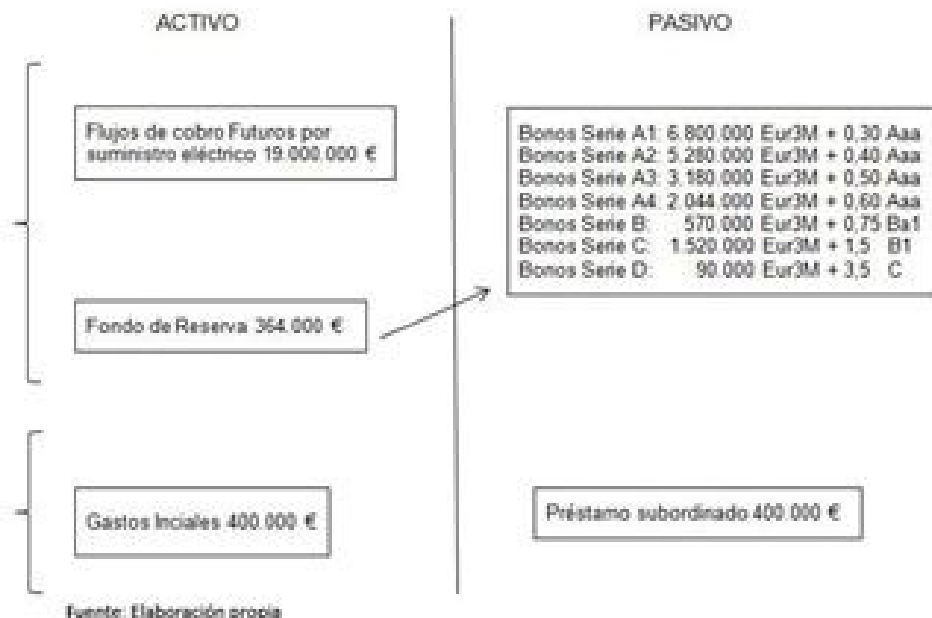 ACTIVO
PASIVO
Flujos de cobro Futuros por
suministro eléctrico 19.000.000 €
Bonos Serie A1: 6.800.000 Eur3M + 0,30 Aaa
Bonos Serie A2: 5.280.000 Eur3M + 0,40 Aaa
Bonos Serie A3: 3.180.000 Eur3M + 0,50 Aaa
Bonos Serie A4: 2.044.000 Eur3M + 0,60 Aaa
Bonos Serie B: 570.000 Eur3M + 0,75 Ba1
Bonos Serie C: 1.520.000 Eur3M + 1,5 B1
Bonos Serie D: 90.000 Eur3M + 3,5 C
Fondo de Reserva 364.000 €
Gastos Inciales 400.000 €
Préstamo subordinado 400.000 €
Fuente: Elaboración propia